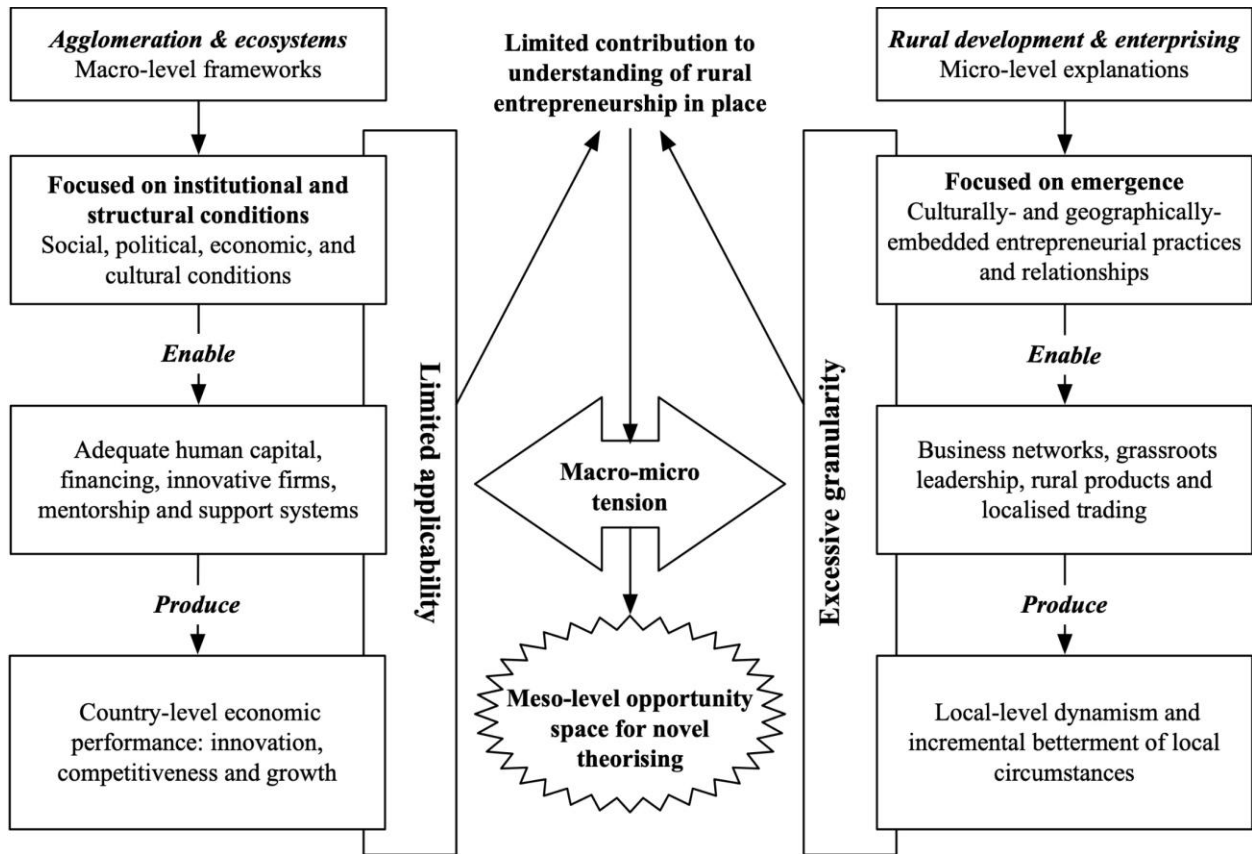 Agglomeration & ecosystems
Macro-level frameworks
Focused on institutional and
structural conditions
Social, political, economic, and
cultural conditions
Enable
Adequate human capital,
financing, innovative firms,
mentorship and support systems
Produce
Country-level economic
performance: innovation,
competitiveness and growth
Limited applicability
Limited contribution to
understanding of rural
entrepreneurship in place
Macro-micro
tension
Meso-level opportunity
space for novel
theorising
Excessive granularity
Rural development & enterprising
Micro-level explanations
Focused on emergence
Culturally- and geographically-
embedded entrepreneurial practices
and relationships
Enable
Business networks, grassroots
leadership, rural products and
localised trading
Produce
Local-level dynamism and
incremental betterment of local
circumstances